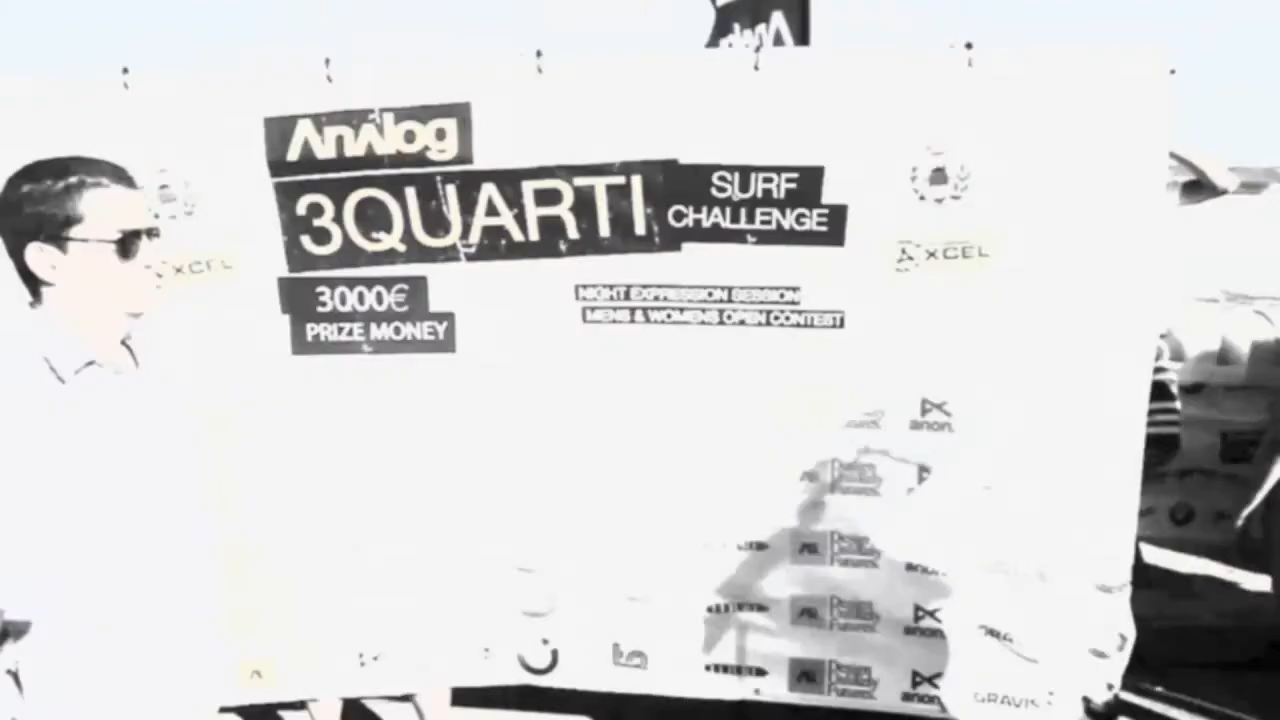 Analog
3QUARTI
SURF
CHALLENGE
3000€
PRIZE MONEY
NIGHT EXPRESSION SESSION
MENS & WOMENS OPEN CONTEST
XCEL
XCEL
anon.
anon.
anon.
GRAVIS